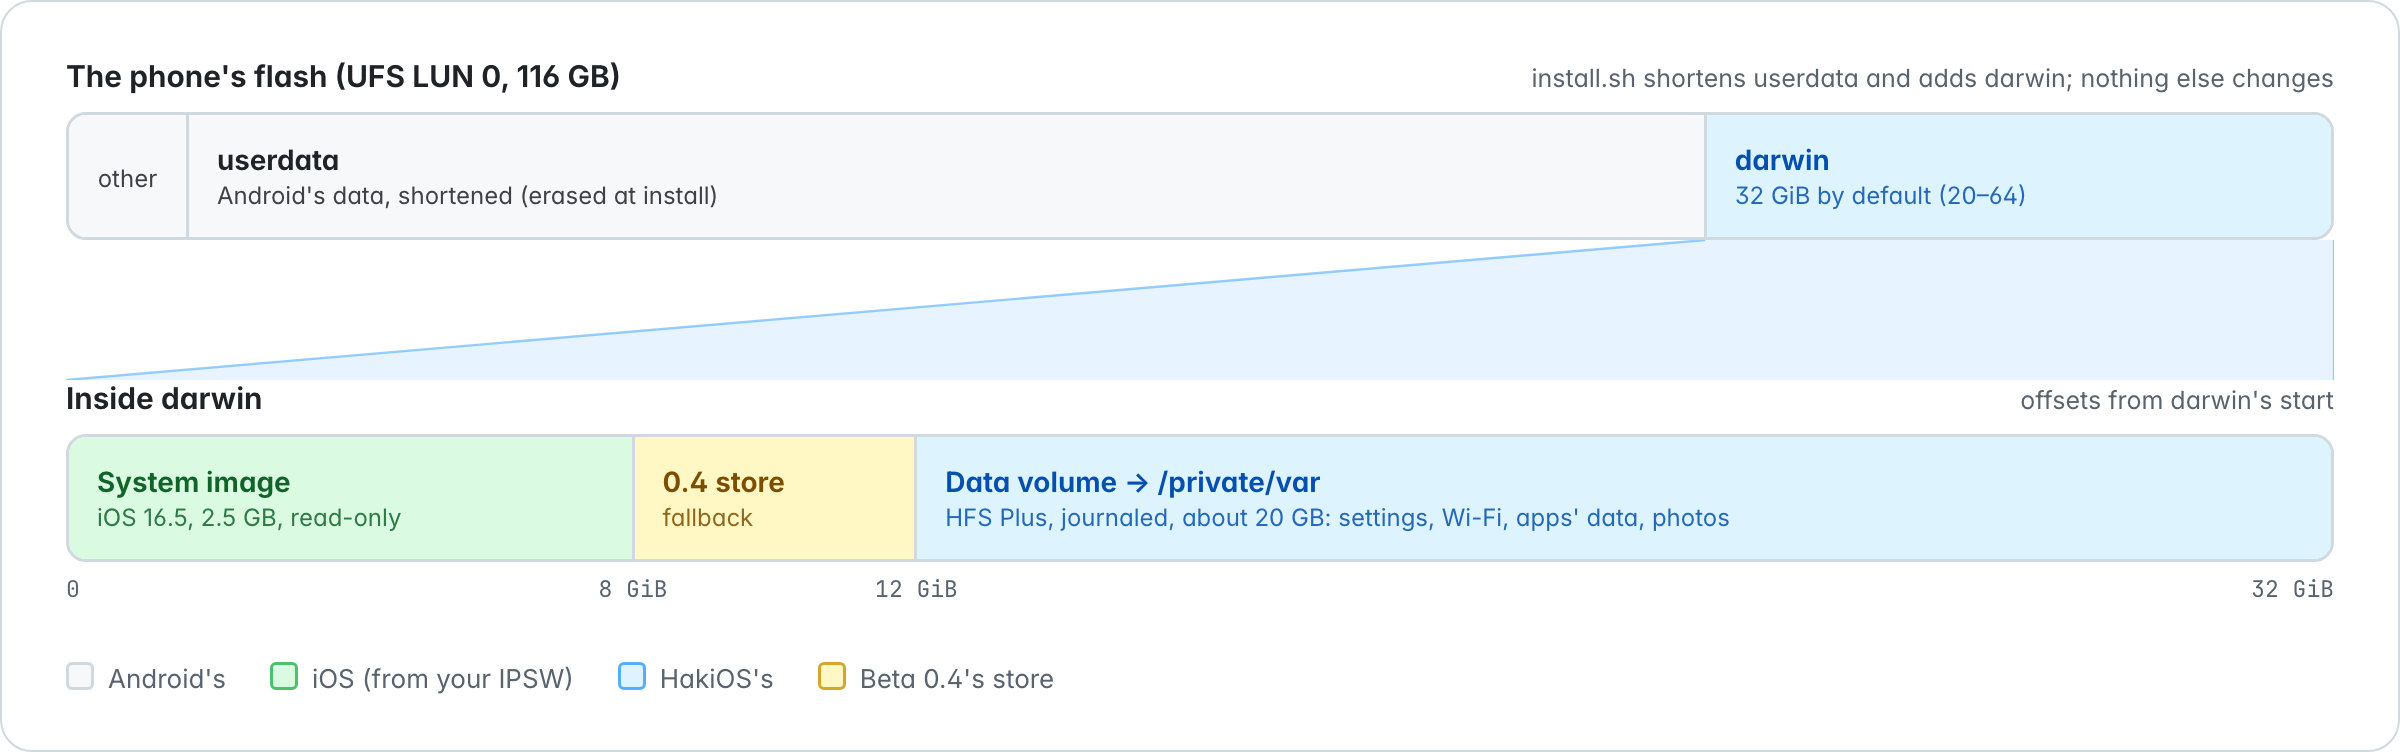 The phone's flash (UFS LUN 0, 116 GB)
install.sh shortens userdata and adds darwin; nothing else changes
other
userdata
Android's data, shortened (erased at install)
darwin
32 GiB by default (20–64)
Inside darwin
offsets from darwin's start
System image
iOS 16.5, 2.5 GB, read-only
0.4 store
fallback
Data volume → /private/var
HFS Plus, journaled, about 20 GB: settings, Wi-Fi, apps' data, photos
0
8 GiB
12 GiB
32 GiB
Android's
iOS (from your IPSW)
HakiOS's
Beta 0.4's store